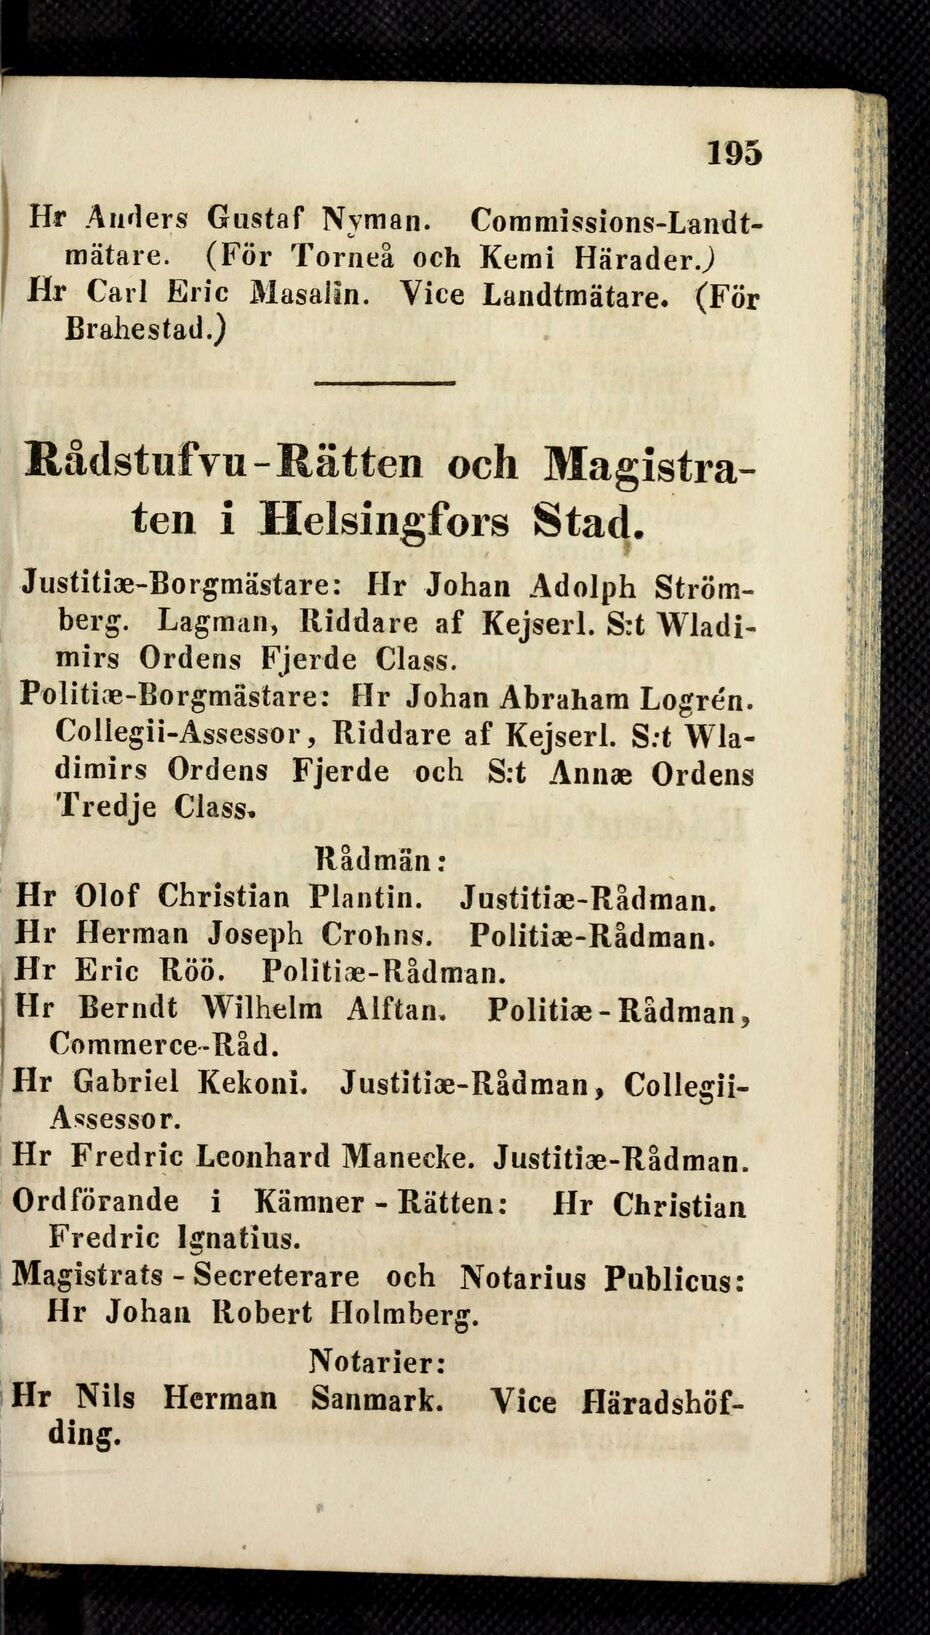 195
Hr Anders Gustaf Nyman. Commissions-Landt-
mätare. (För Torneå och Kemi Härader.)
Hr Carl Eric Masalin. Vice Landtmätare. (För
Brahestad.)
Rådstufvu-Rätten och Magistra-
ten i Helsingfors Stad.
Justitiæ-Borgmästare: Hr Johan Adolph Ström-
berg. Lagman, Riddare af Kejserl. S:t Wladi-
mirs Ordens Fjerde Class.
Politiæ-Borgmästare: Hr Johan Abraham Logrén.
Collegii-Assessor, Riddare af Kejserl. S:t Wla-
dimirs Ordens Fjerde och S:t Annæ Ordens
Tredje Class.
Rådmän:
Hr Olof Christian Plantin. Justitiæ-Rådman.
Hr Herman Joseph Crohns. Politiæ-Rådman.
Hr Eric Röö. Politiæ-Rådman.
Hr Berndt Wilhelm Alftan. Politiæ-Rådman,
Commerce-Råd.
Hr Gabriel Kekoni. Justitiæ-Rådman, Collegii-
Assessor.
Hr Fredric Leonhard Manecke. Justitiæ-Rådman.
Ordförande i Kämner-Rätten: Hr Christian
Fredric Ignatius.
Magistrats-Secreterare och Notarius Publicus:
Hr Johan Robert Holmberg.
Notarier:
Hr Nils Herman Sanmark. Vice Häradshöf-
ding.